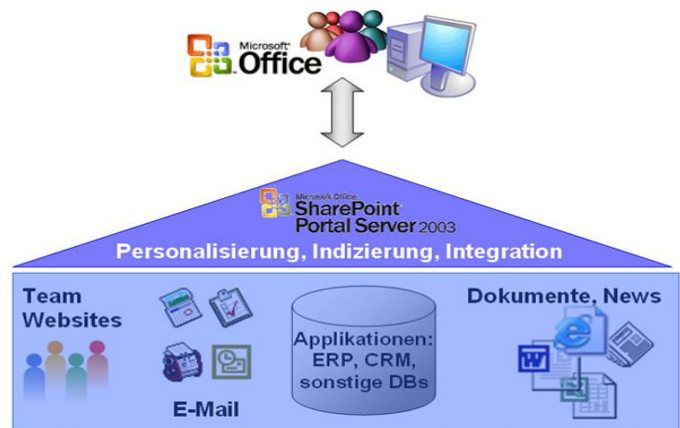 Microsoft®
Office
Microsoft Office
SharePoint
Portal Server 2003
Personalisierung, Indizierung, Integration
Team
Websites
E-Mail
Applikationen:
ERP, CRM,
sonstige DBs
Dokumente, News